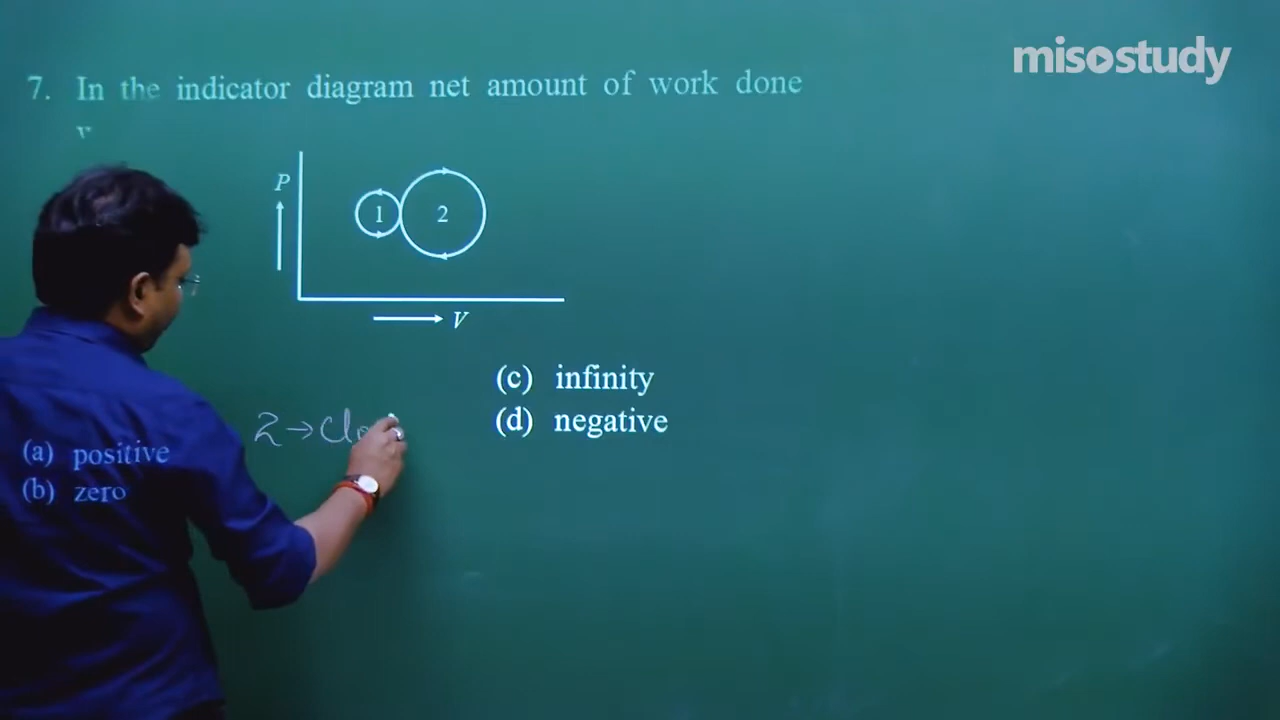 misostudy
7. In the indicator diagram net amount of work done
P
1
2
V
(c) infinity
2 → Clo
(d) negative
(a) positive
(b) zero